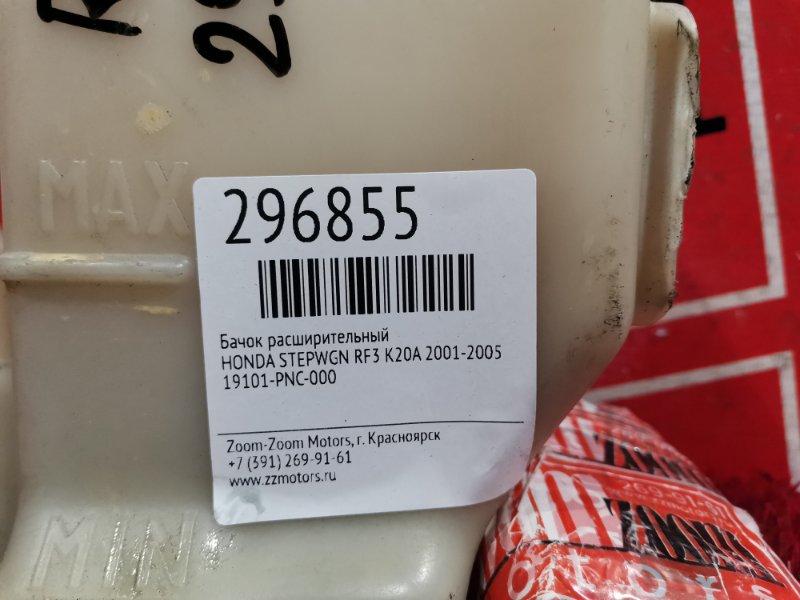 MAX
296855
Бачок расширительный
HONDA STEPWGN RF3 K20A 2001-2005
19101-PNC-000
Zoom-Zoom Motors, г. Красноярск
+7 (391) 269-91-61
www.zzmotors.ru
MIN
ZOOM